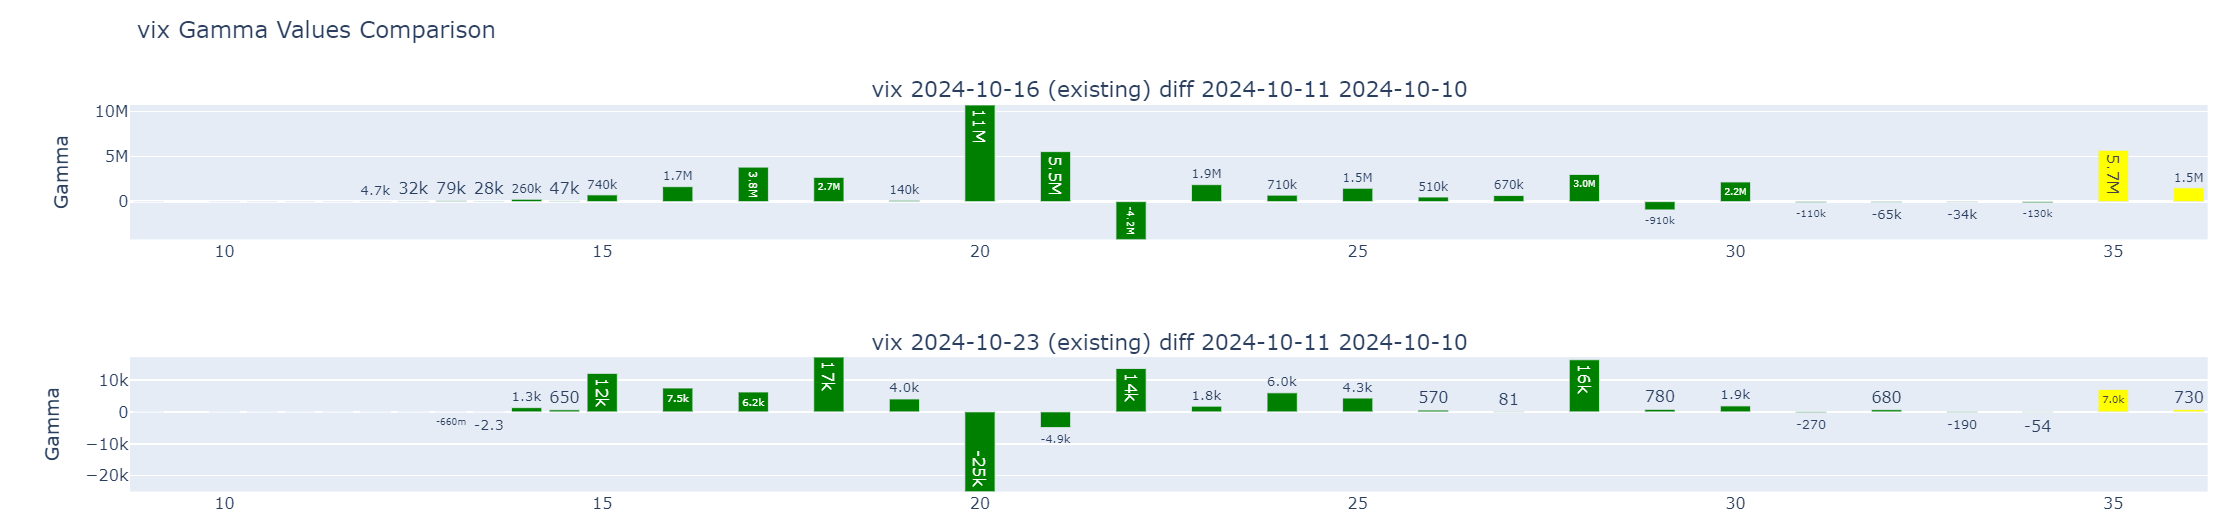 vix Gamma Values Comparison
vix 2024-10-16 (existing) diff 2024-10-11 2024-10-10
Gamma
10M
5M
0
4.7k 32k 79k 28k 260k 47k 740k 1.7M 3.8M 2.7M 140k 11M 5.5M -4.2M 1.9M 710k 1.5M 510k 670k 3.0M -910k 2.2M -110k -65k -34k -130k 5.7M 1.5M
10 15 20 25 30 35
vix 2024-10-23 (existing) diff 2024-10-11 2024-10-10
Gamma
10k
0
−10k
−20k
-660m -2.3 1.3k 650 12k 7.5k 6.2k 17k 4.0k -25k -4.9k 14k 1.8k 6.0k 4.3k 570 81 16k 780 1.9k -270 680 -190 -54 7.0k 730
10 15 20 25 30 35